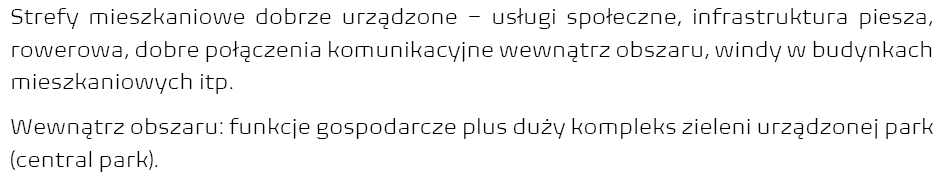 Strefy mieszkaniowe dobrze urządzone – usługi społeczne, infrastruktura piesza,
rowerowa, dobre połączenia komunikacyjne wewnątrz obszaru, windy w budynkach
mieszkaniowych itp.
Wewnątrz obszaru: funkcje gospodarcze plus duży kompleks zieleni urządzonej park
(central park).